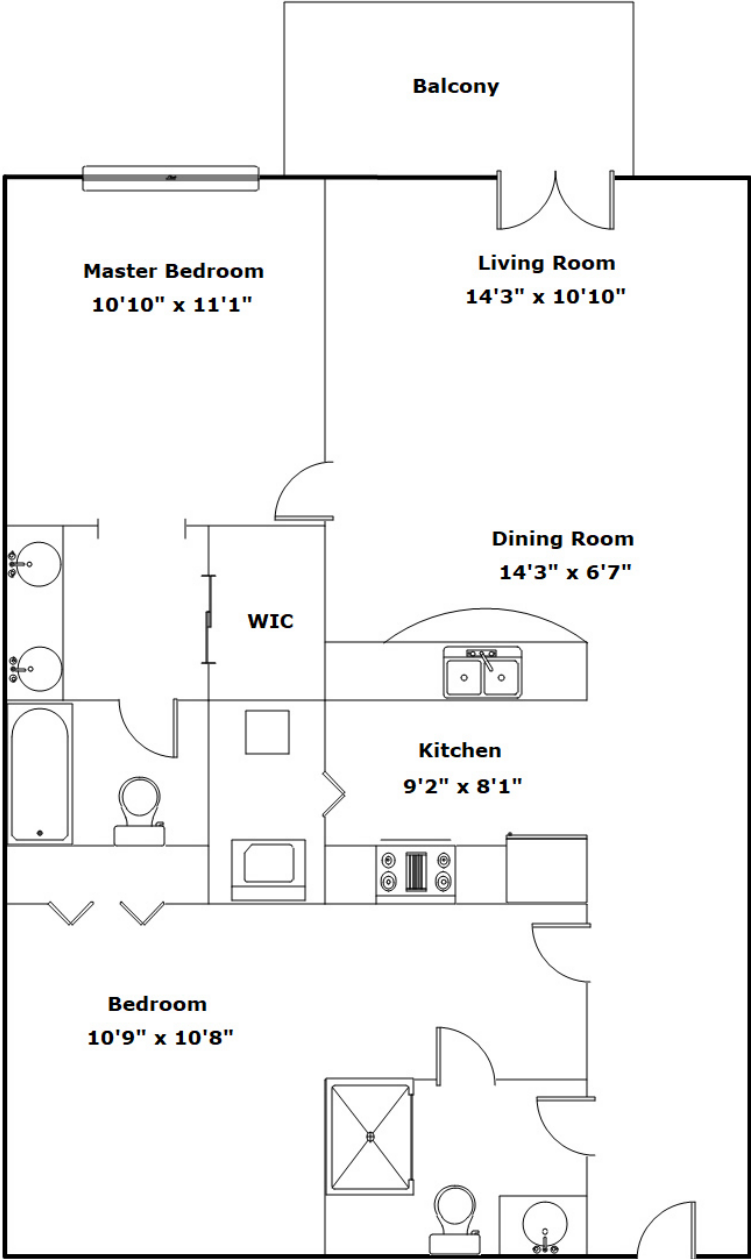 Balcony
Master Bedroom
10'10" x 11'1"
Living Room
14'3" x 10'10"
Dining Room
14'3" x 6'7"
WIC
Kitchen
9'2" x 8'1"
Bedroom
10'9" x 10'8"